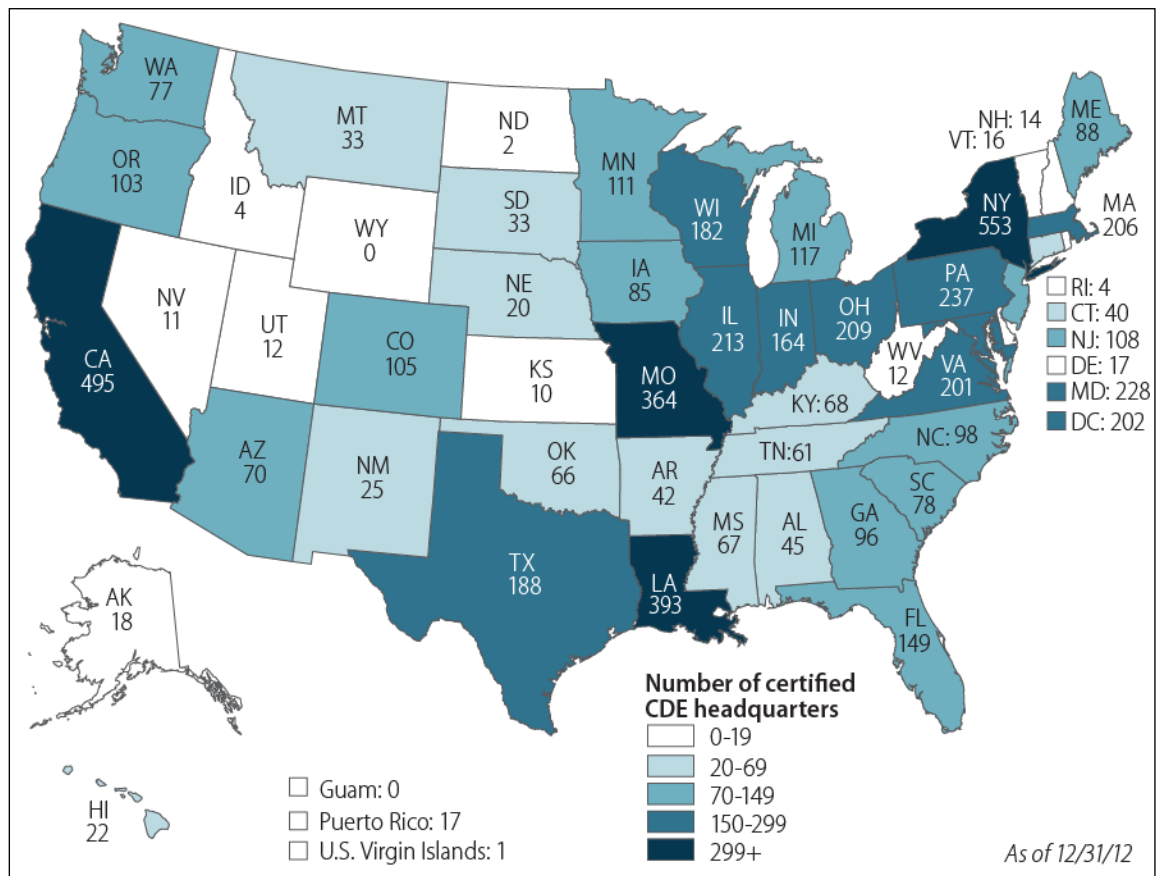 WA
77
OR
103
CA
495
ID
4
NV
11
MT
33
WY
0
UT
12
AZ
70
CO
105
NM
25
ND
2
SD
33
NE
20
KS
10
OK
66
TX
188
MN
111
IA
85
MO
364
AR
42
LA
393
WI
182
IL
213
MI
117
IN
164
OH
209
KY: 68
TN:61
MS
67
AL
45
GA
96
FL
149
SC
78
NC: 98
VA
201
WV
12
PA
237
NY
553
NH: 14
VT: 16
ME
88
MA
206
RI: 4
CT: 40
NJ: 108
DE: 17
MD: 228
DC: 202
AK
18
HI
22
Guam: 0
Puerto Rico: 17
U.S. Virgin Islands: 1
Number of certified
CDE headquarters
0-19
20-69
70-149
150-299
299+
As of 12/31/12